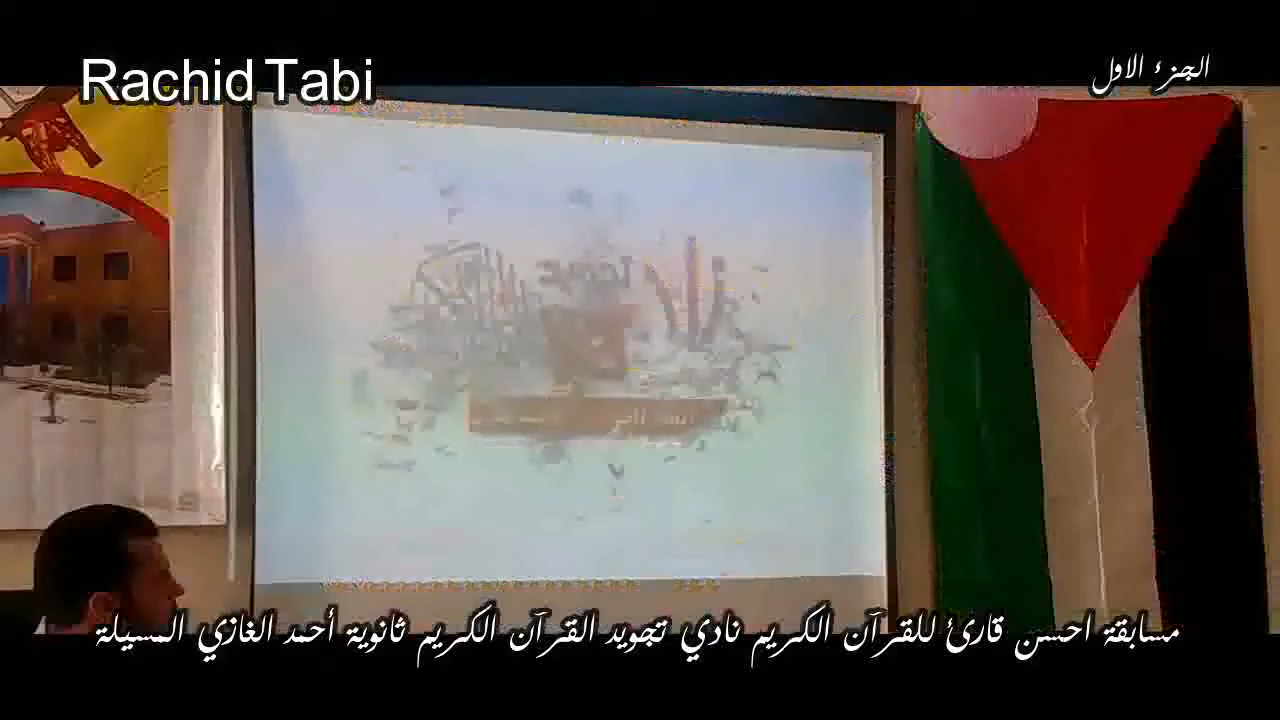 Rachid Tabi
الجزء الاول
مسابقة احسن قارئ للقرآن الكريم نادي تجويد القرآن الكريم ثانوية أحمد الغازي المسيلة